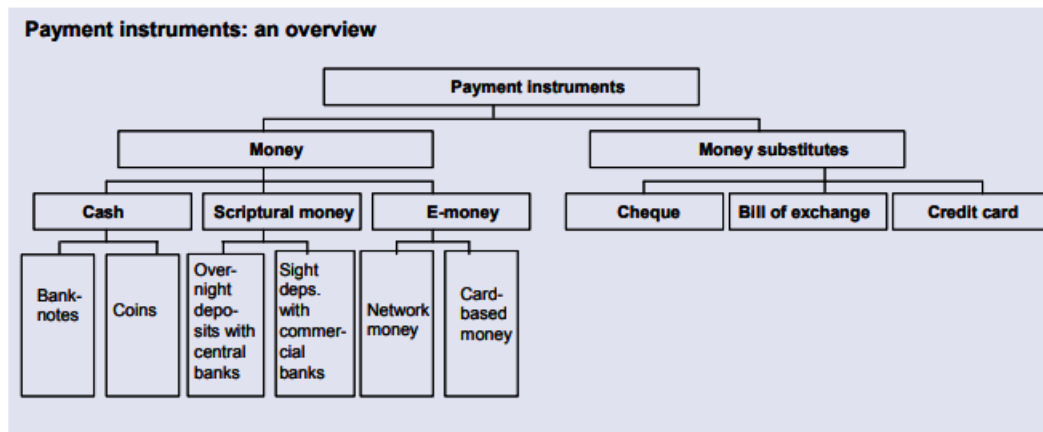 Payment instruments: an overview
Payment instruments
Money
Money substitutes
Cash
Scriptural money
E-money
Cheque
Bill of exchange
Credit card
Bank-
notes
Coins
Over-
night
depo-
sits with
central
banks
Sight
deps.
with
commer-
cial
banks
Network
money
Card-
based
money